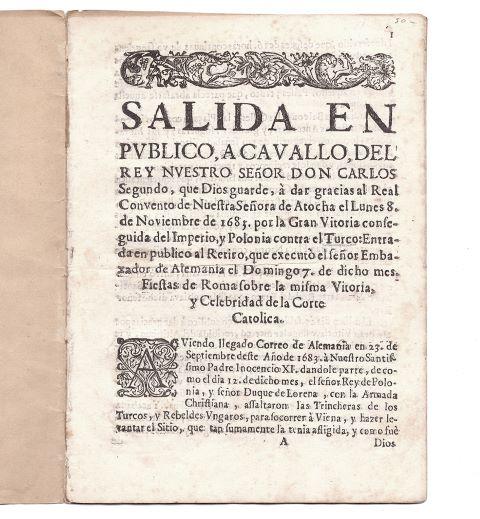 50-
1
SALIDA EN
PVBLICO, A CAVALLO, DEL
REY NVESTRO SEñOR DON CARLOS
Segundo, que Dios guarde, à dar gracias al Real
Convento de Nuestra Señora de Atocha el Lunes 8.
de Noviembre de 1683. por la Gran Vitoria conse-
guida del Imperio, y Polonia contra el Turco: Entra-
da en publico al Retiro, que executò el señor Emba-
xador de Alemania el Domingo 7. de dicho mes.
Fiestas de Roma sobre la misma Vitoria,
y Celebridad de la Corte
Catolica.
AViendo llegado Correo de Alemania en 23. de
Septiembre deste Año de 1683. à Nuestro Santis-
simo Padre Inocencio XI. dandole parte, de co-
mo el dia 12. de dicho mes, el señor Rey de Polo-
nia, y señor Duque de Lorena, con la Armada
Christiana, assaltaron las Trincheras de los
Turcos, y Rebeldes Vngaros, para socorrer à Viena, y hazer le-
vantar el Sitio, que tan sumamente la tenia afligida, y como fuè
A Dios